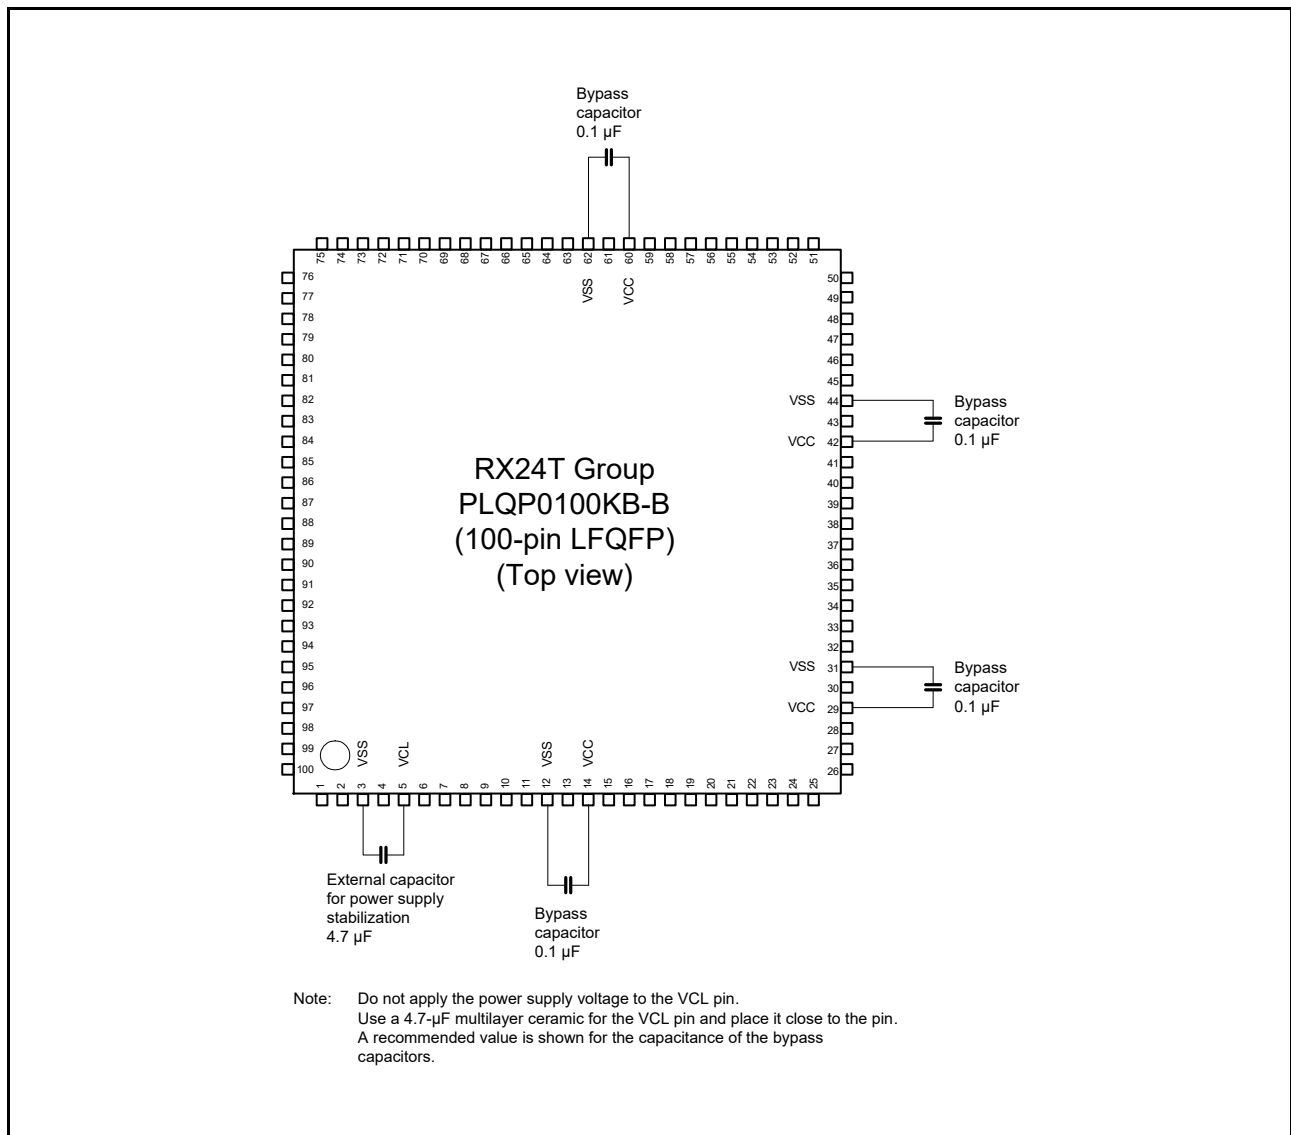 Bypass
capacitor
0.1 µF
75 74 73 72 71 70 69 68 67 66 65 64 63 62 61 60 59 58 57 56 55 54 53 52 51
VSS VCC
76
77
78
79
80
81
82
83
84
85
86
87
88
89
90
91
92
93
94
95
96
97
98
99
100
50
49
48
47
46
45
VSS 44
43
VCC 42
41
40
39
38
37
36
35
34
33
32
VSS 31
30
VCC 29
28
27
26
Bypass
capacitor
0.1 µF
RX24T Group
PLQP0100KB-B
(100-pin LFQFP)
(Top view)
Bypass
capacitor
0.1 µF
VSS VCL VSS VCC
1 2 3 4 5 6 7 8 9 10 11 12 13 14 15 16 17 18 19 20 21 22 23 24 25
External capacitor
for power supply
stabilization
4.7 µF
Bypass
capacitor
0.1 µF
Note: Do not apply the power supply voltage to the VCL pin.
Use a 4.7-µF multilayer ceramic for the VCL pin and place it close to the pin.
A recommended value is shown for the capacitance of the bypass
capacitors.